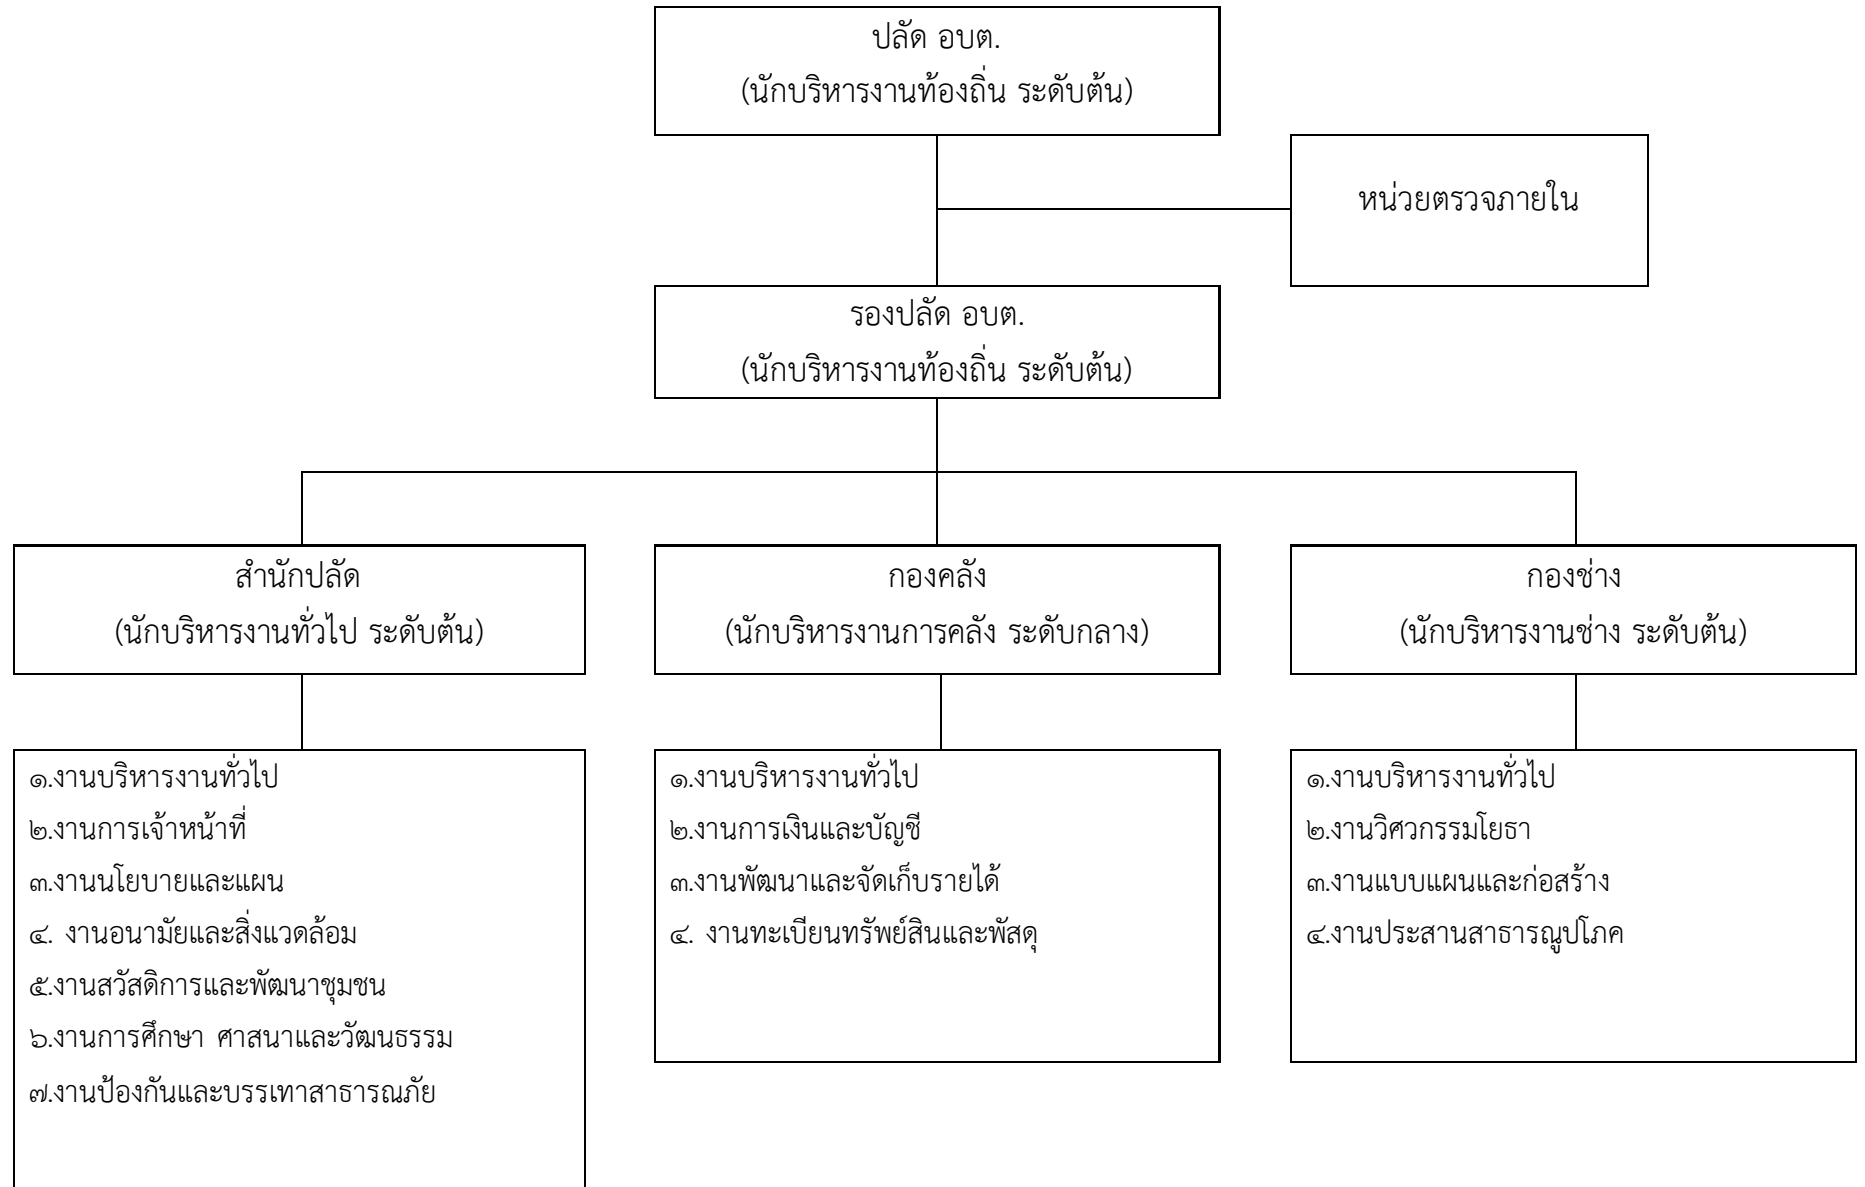 ปลัด อบต.
(นักบริหารงานท้องถิ่น ระดับต้น)
หน่วยตรวจภายใน
รองปลัด อบต.
(นักบริหารงานท้องถิ่น ระดับต้น)
สำนักปลัด
(นักบริหารงานทั่วไป ระดับต้น)
กองคลัง
(นักบริหารงานการคลัง ระดับกลาง)
กองช่าง
(นักบริหารงานช่าง ระดับต้น)
๑.งานบริหารงานทั่วไป
๒.งานการเจ้าหน้าที่
๓.งานนโยบายและแผน
๔. งานอนามัยและสิ่งแวดล้อม
๕.งานสวัสดิการและพัฒนาชุมชน
๖.งานการศึกษา ศาสนาและวัฒนธรรม
๗.งานป้องกันและบรรเทาสาธารณภัย
๑.งานบริหารงานทั่วไป
๒.งานการเงินและบัญชี
๓.งานพัฒนาและจัดเก็บรายได้
๔. งานทะเบียนทรัพย์สินและพัสดุ
๑.งานบริหารงานทั่วไป
๒.งานวิศวกรรมโยธา
๓.งานแบบแผนและก่อสร้าง
๔.งานประสานสาธารณูปโภค